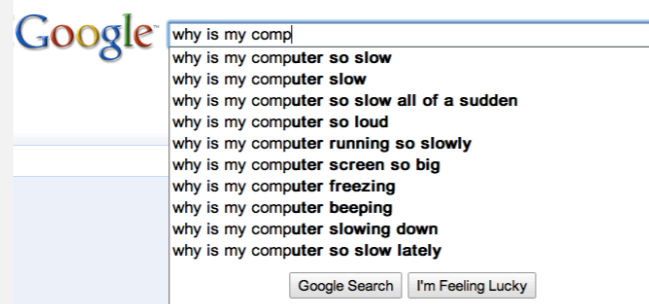 Google why is my comp
why is my computer so slow
why is my computer slow
why is my computer so slow all of a sudden
why is my computer so loud
why is my computer running so slowly
why is my computer screen so big
why is my computer freezing
why is my computer beeping
why is my computer slowing down
why is my computer so slow lately
Google Search I'm Feeling Lucky